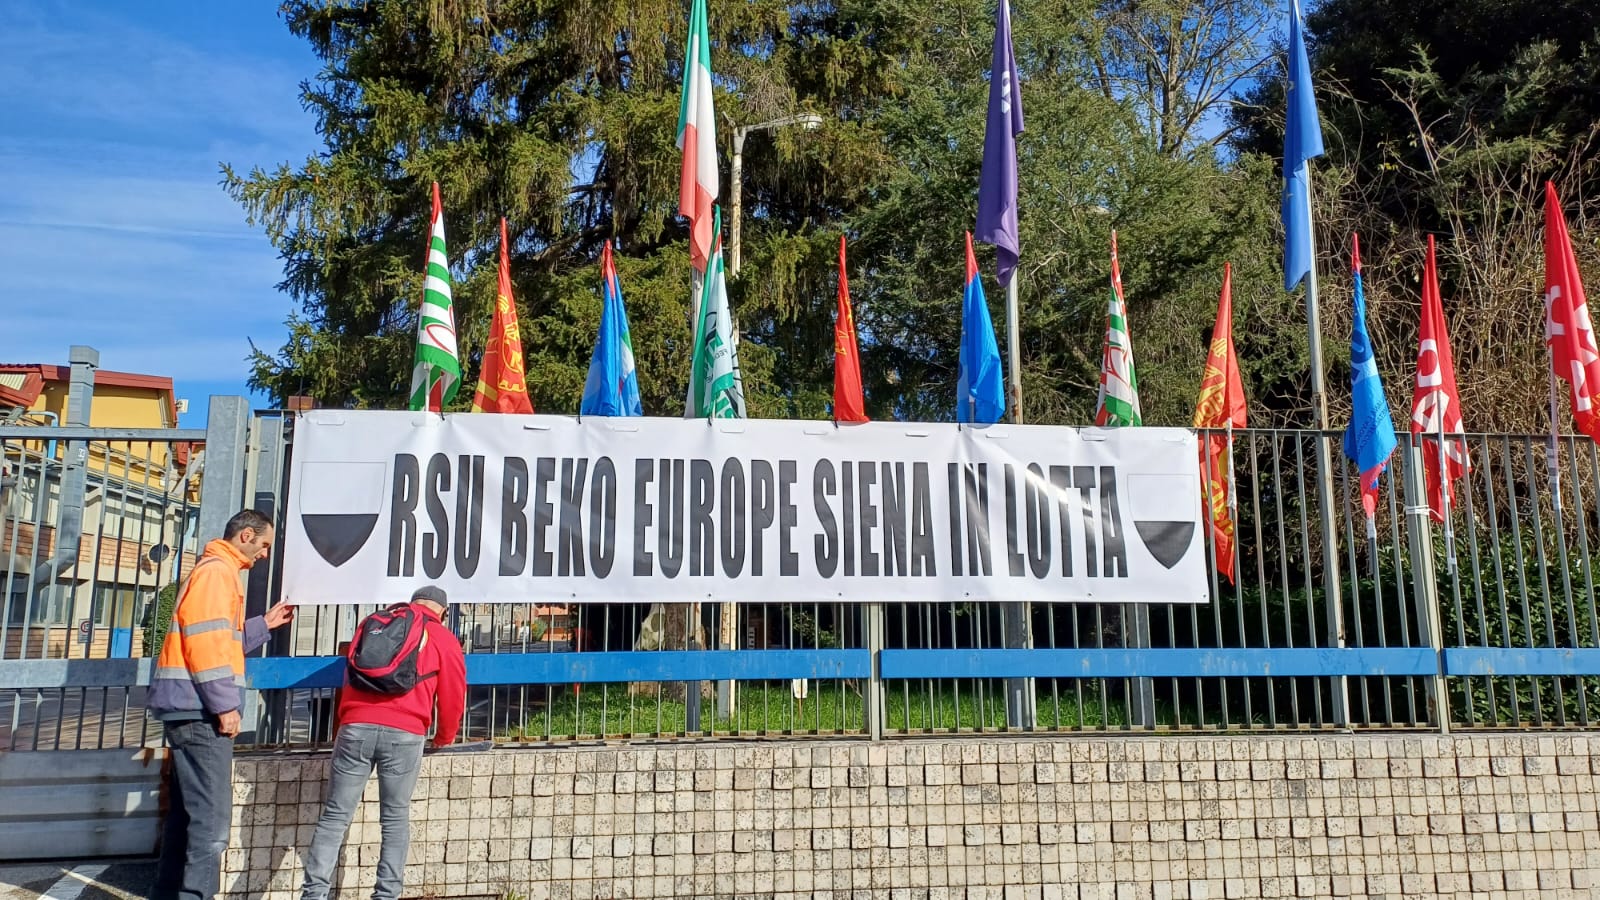 RSU BEKO EUROPE SIENA IN LOTTA